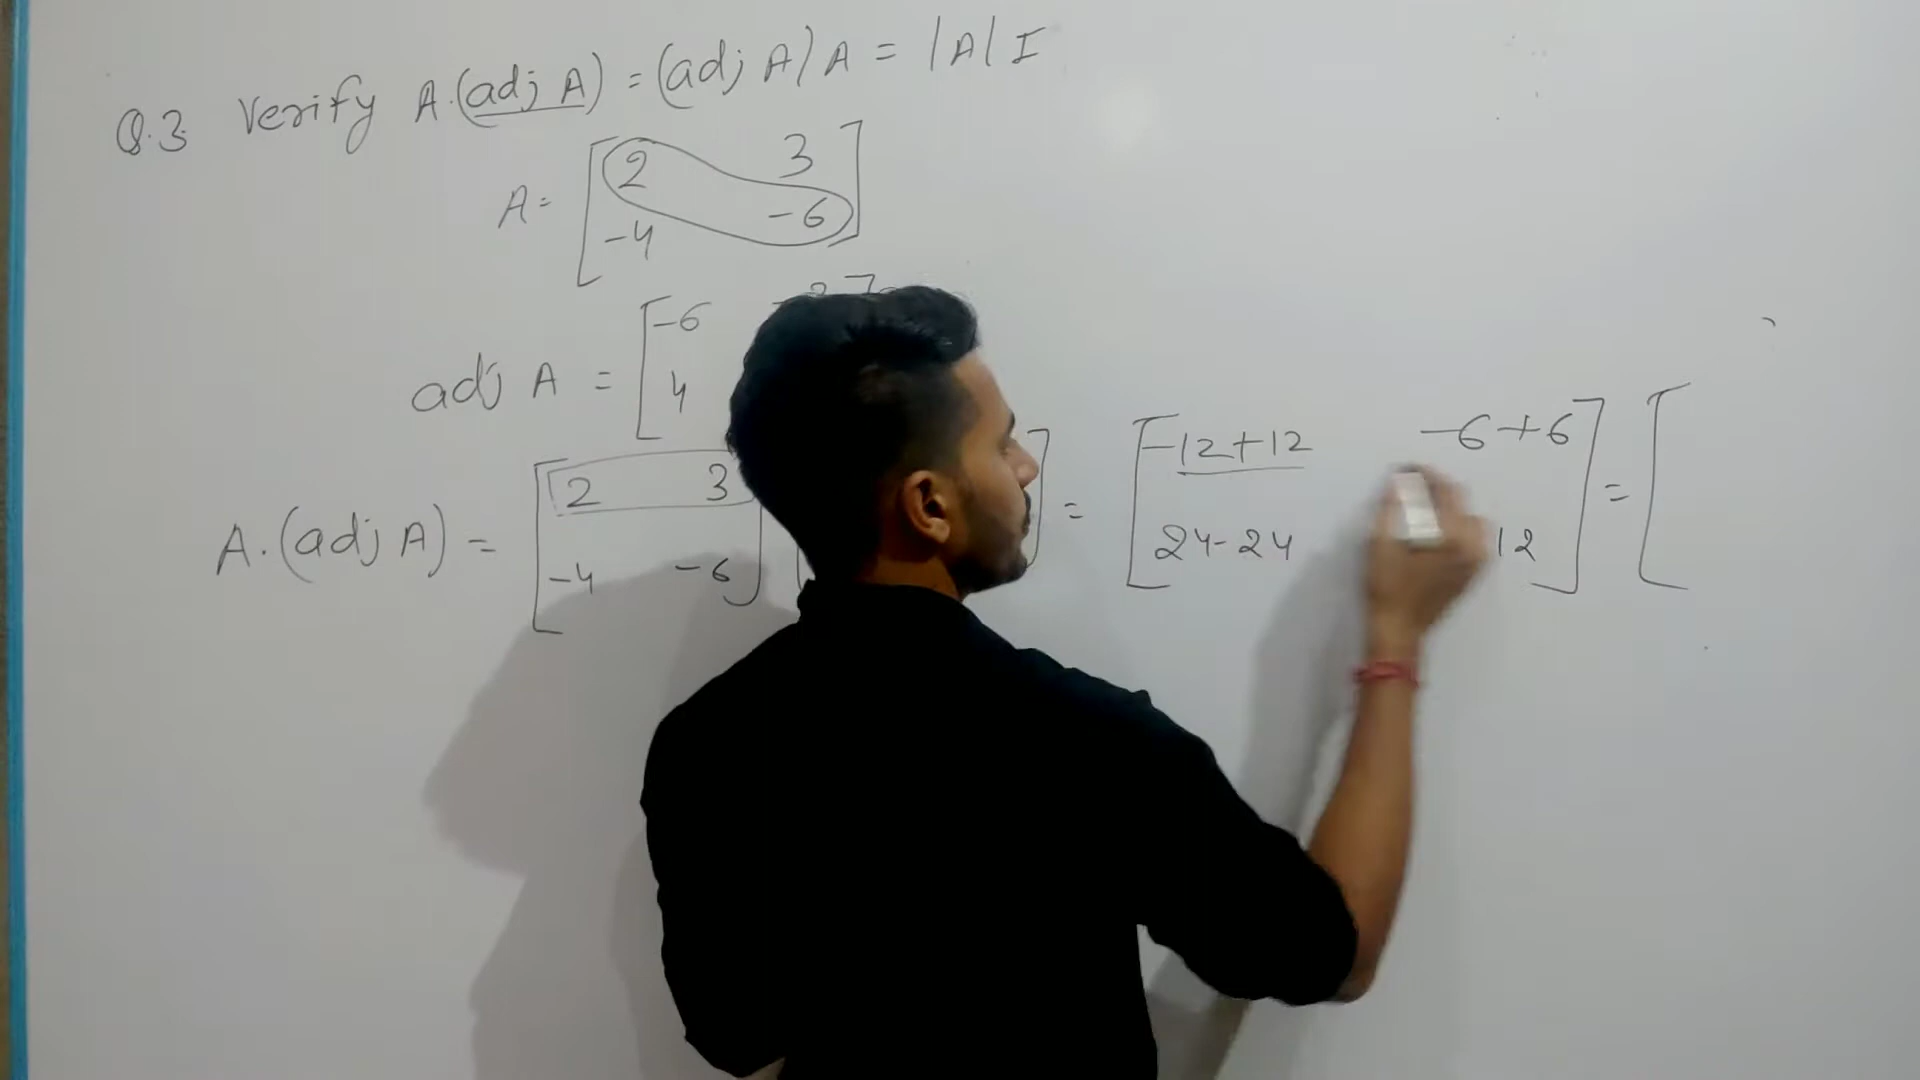 Q.3. Verify A.(adj A) = (adj A) A = |A| I
A = [ 2 3
-4 -6 ]
adj A = [ -6
4
A.(adj A) = [ 2 3
-4 -6 ] = [ -12+12 -6+6
24-24 12 ] = [